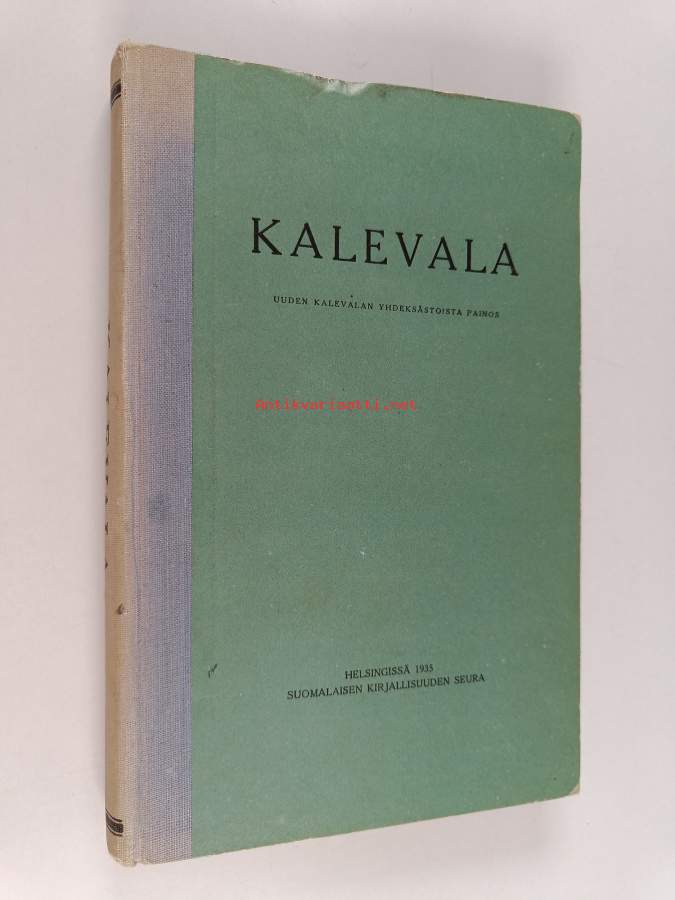 KALEVALA
UUDEN KALEVALAN YHDEKSÄSTOISTA PAINOS
Antikvariaatti.net
HELSINGISSÄ 1935
SUOMALAISEN KIRJALLISUUDEN SEURA